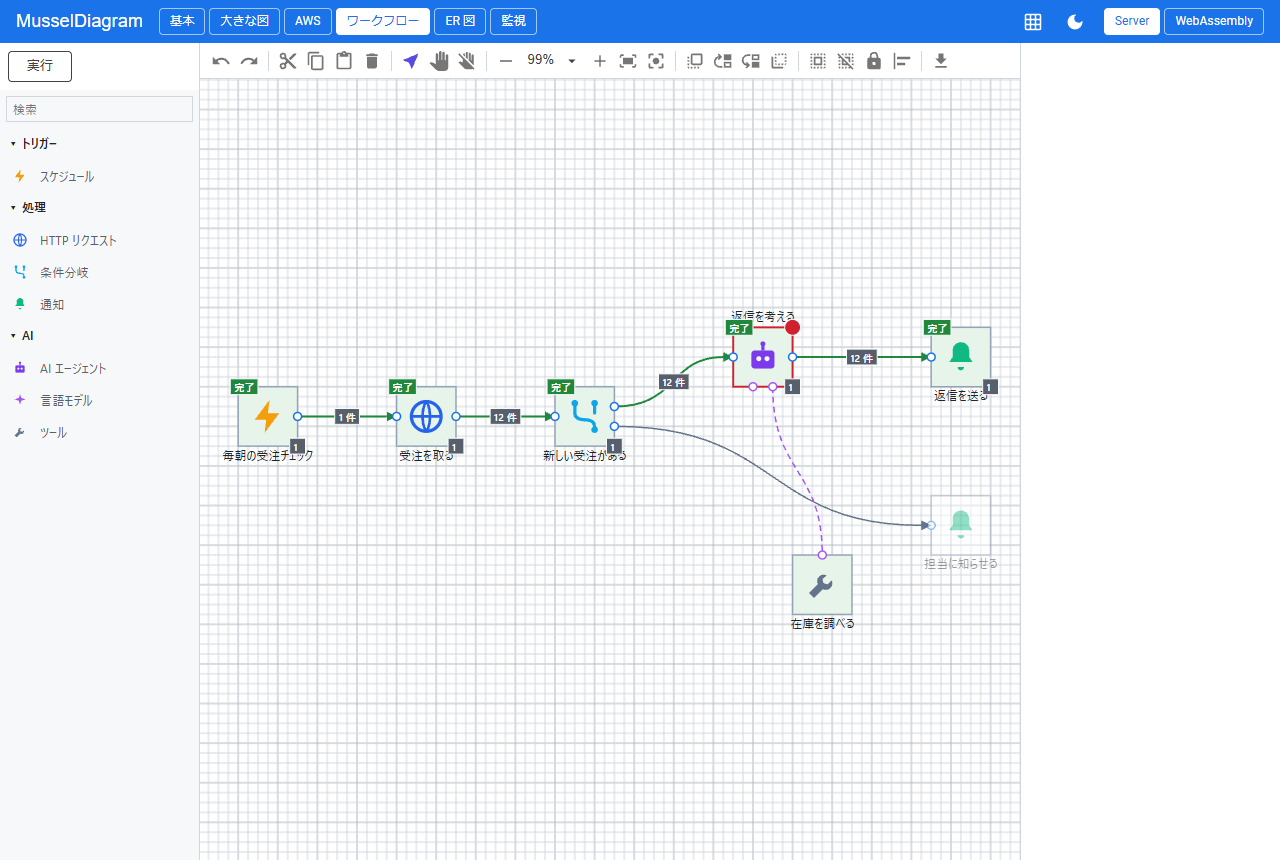 MusselDiagram 基本 大きな図 AWS ワークフロー ER 図 監視 Server WebAssembly
実行
99%
検索
トリガー
スケジュール
処理
HTTP リクエスト
条件分岐
通知
AI
AI エージェント
言語モデル
ツール
返信を考える
完了
完了
12 件
12 件
1
1
返信を送る
完了
完了
完了
1 件
12 件
1
1
1
毎朝の受注チェック
受注を取る
新しい受注がある
担当に知らせる
在庫を調べる